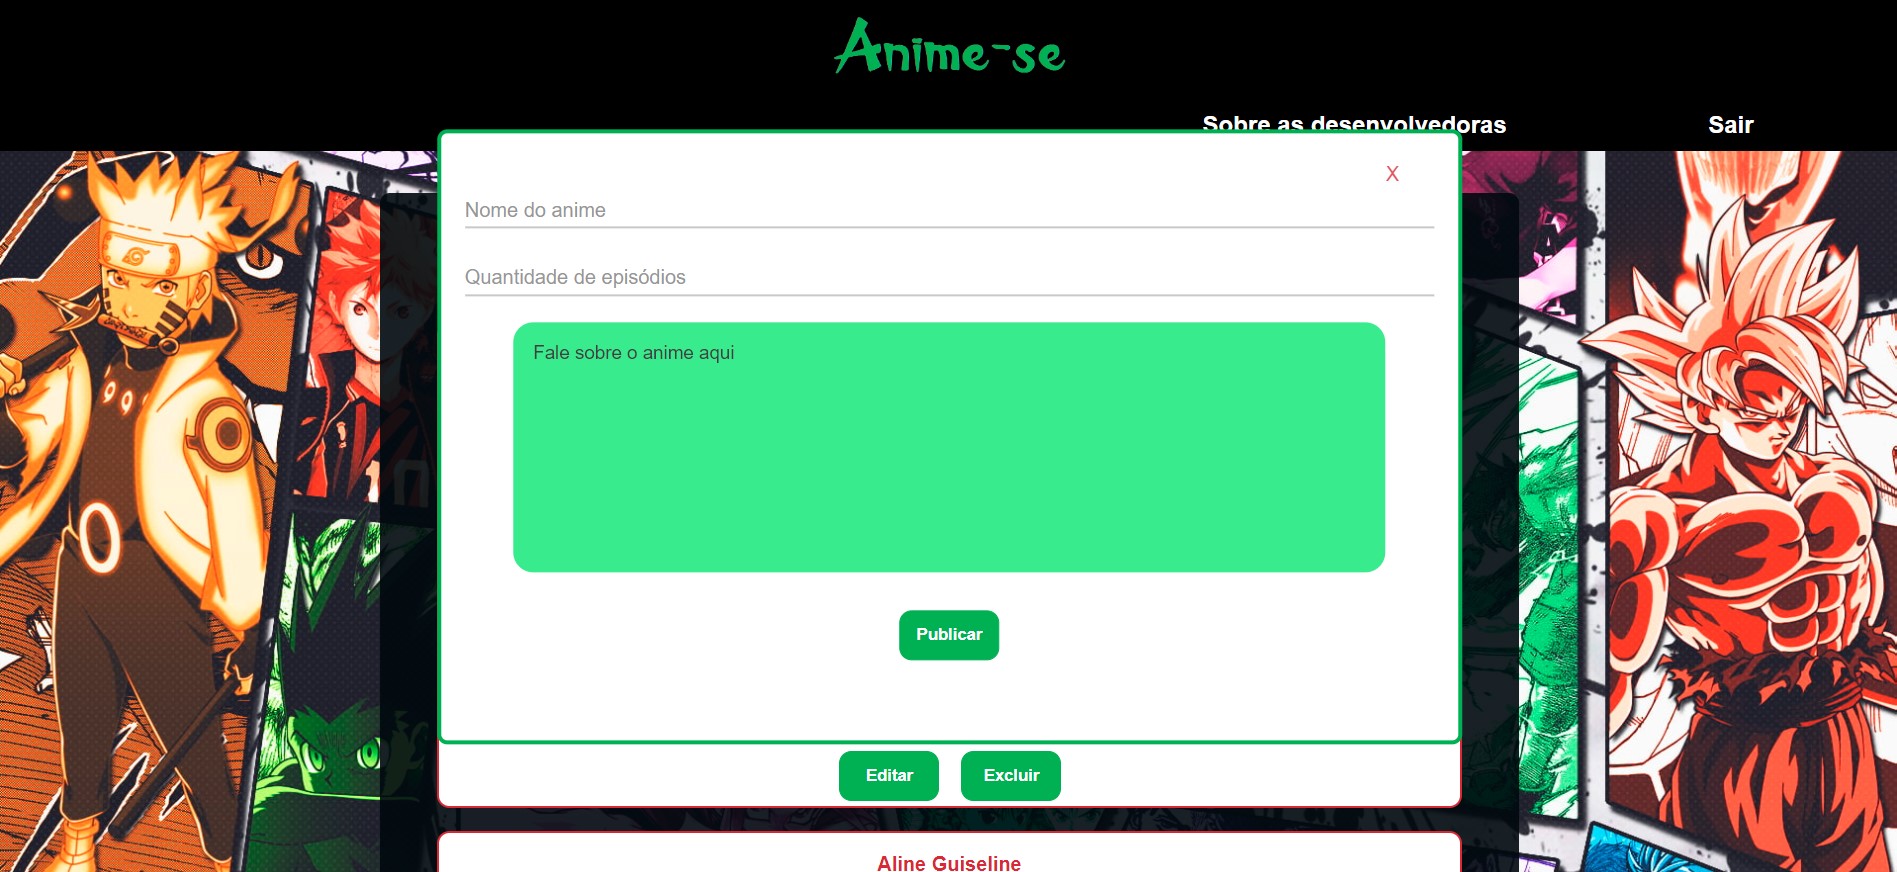 Anime-se
Sobre as desenvolvedoras
Sair
X
Nome do anime
Quantidade de episódios
Fale sobre o anime aqui
Publicar
Editar
Excluir
Aline Guiseline